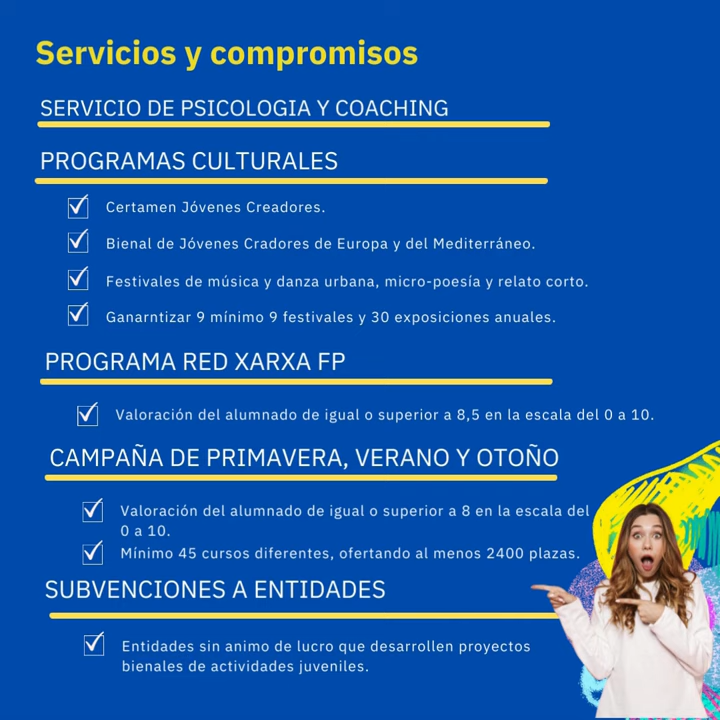 Servicios y compromisos
SERVICIO DE PSICOLOGIA Y COACHING
PROGRAMAS CULTURALES
Certamen Jóvenes Creadores.
Bienal de Jóvenes Cradores de Europa y del Mediterráneo.
Festivales de música y danza urbana, micro-poesía y relato corto.
Ganarntizar 9 mínimo 9 festivales y 30 exposiciones anuales.
PROGRAMA RED XARXA FP
Valoración del alumnado de igual o superior a 8,5 en la escala del 0 a 10.
CAMPAÑA DE PRIMAVERA, VERANO Y OTOÑO
Valoración del alumnado de igual o superior a 8 en la escala del
0 a 10.
Mínimo 45 cursos diferentes, ofertando al menos 2400 plazas.
SUBVENCIONES A ENTIDADES
Entidades sin animo de lucro que desarrollen proyectos
bienales de actividades juveniles.